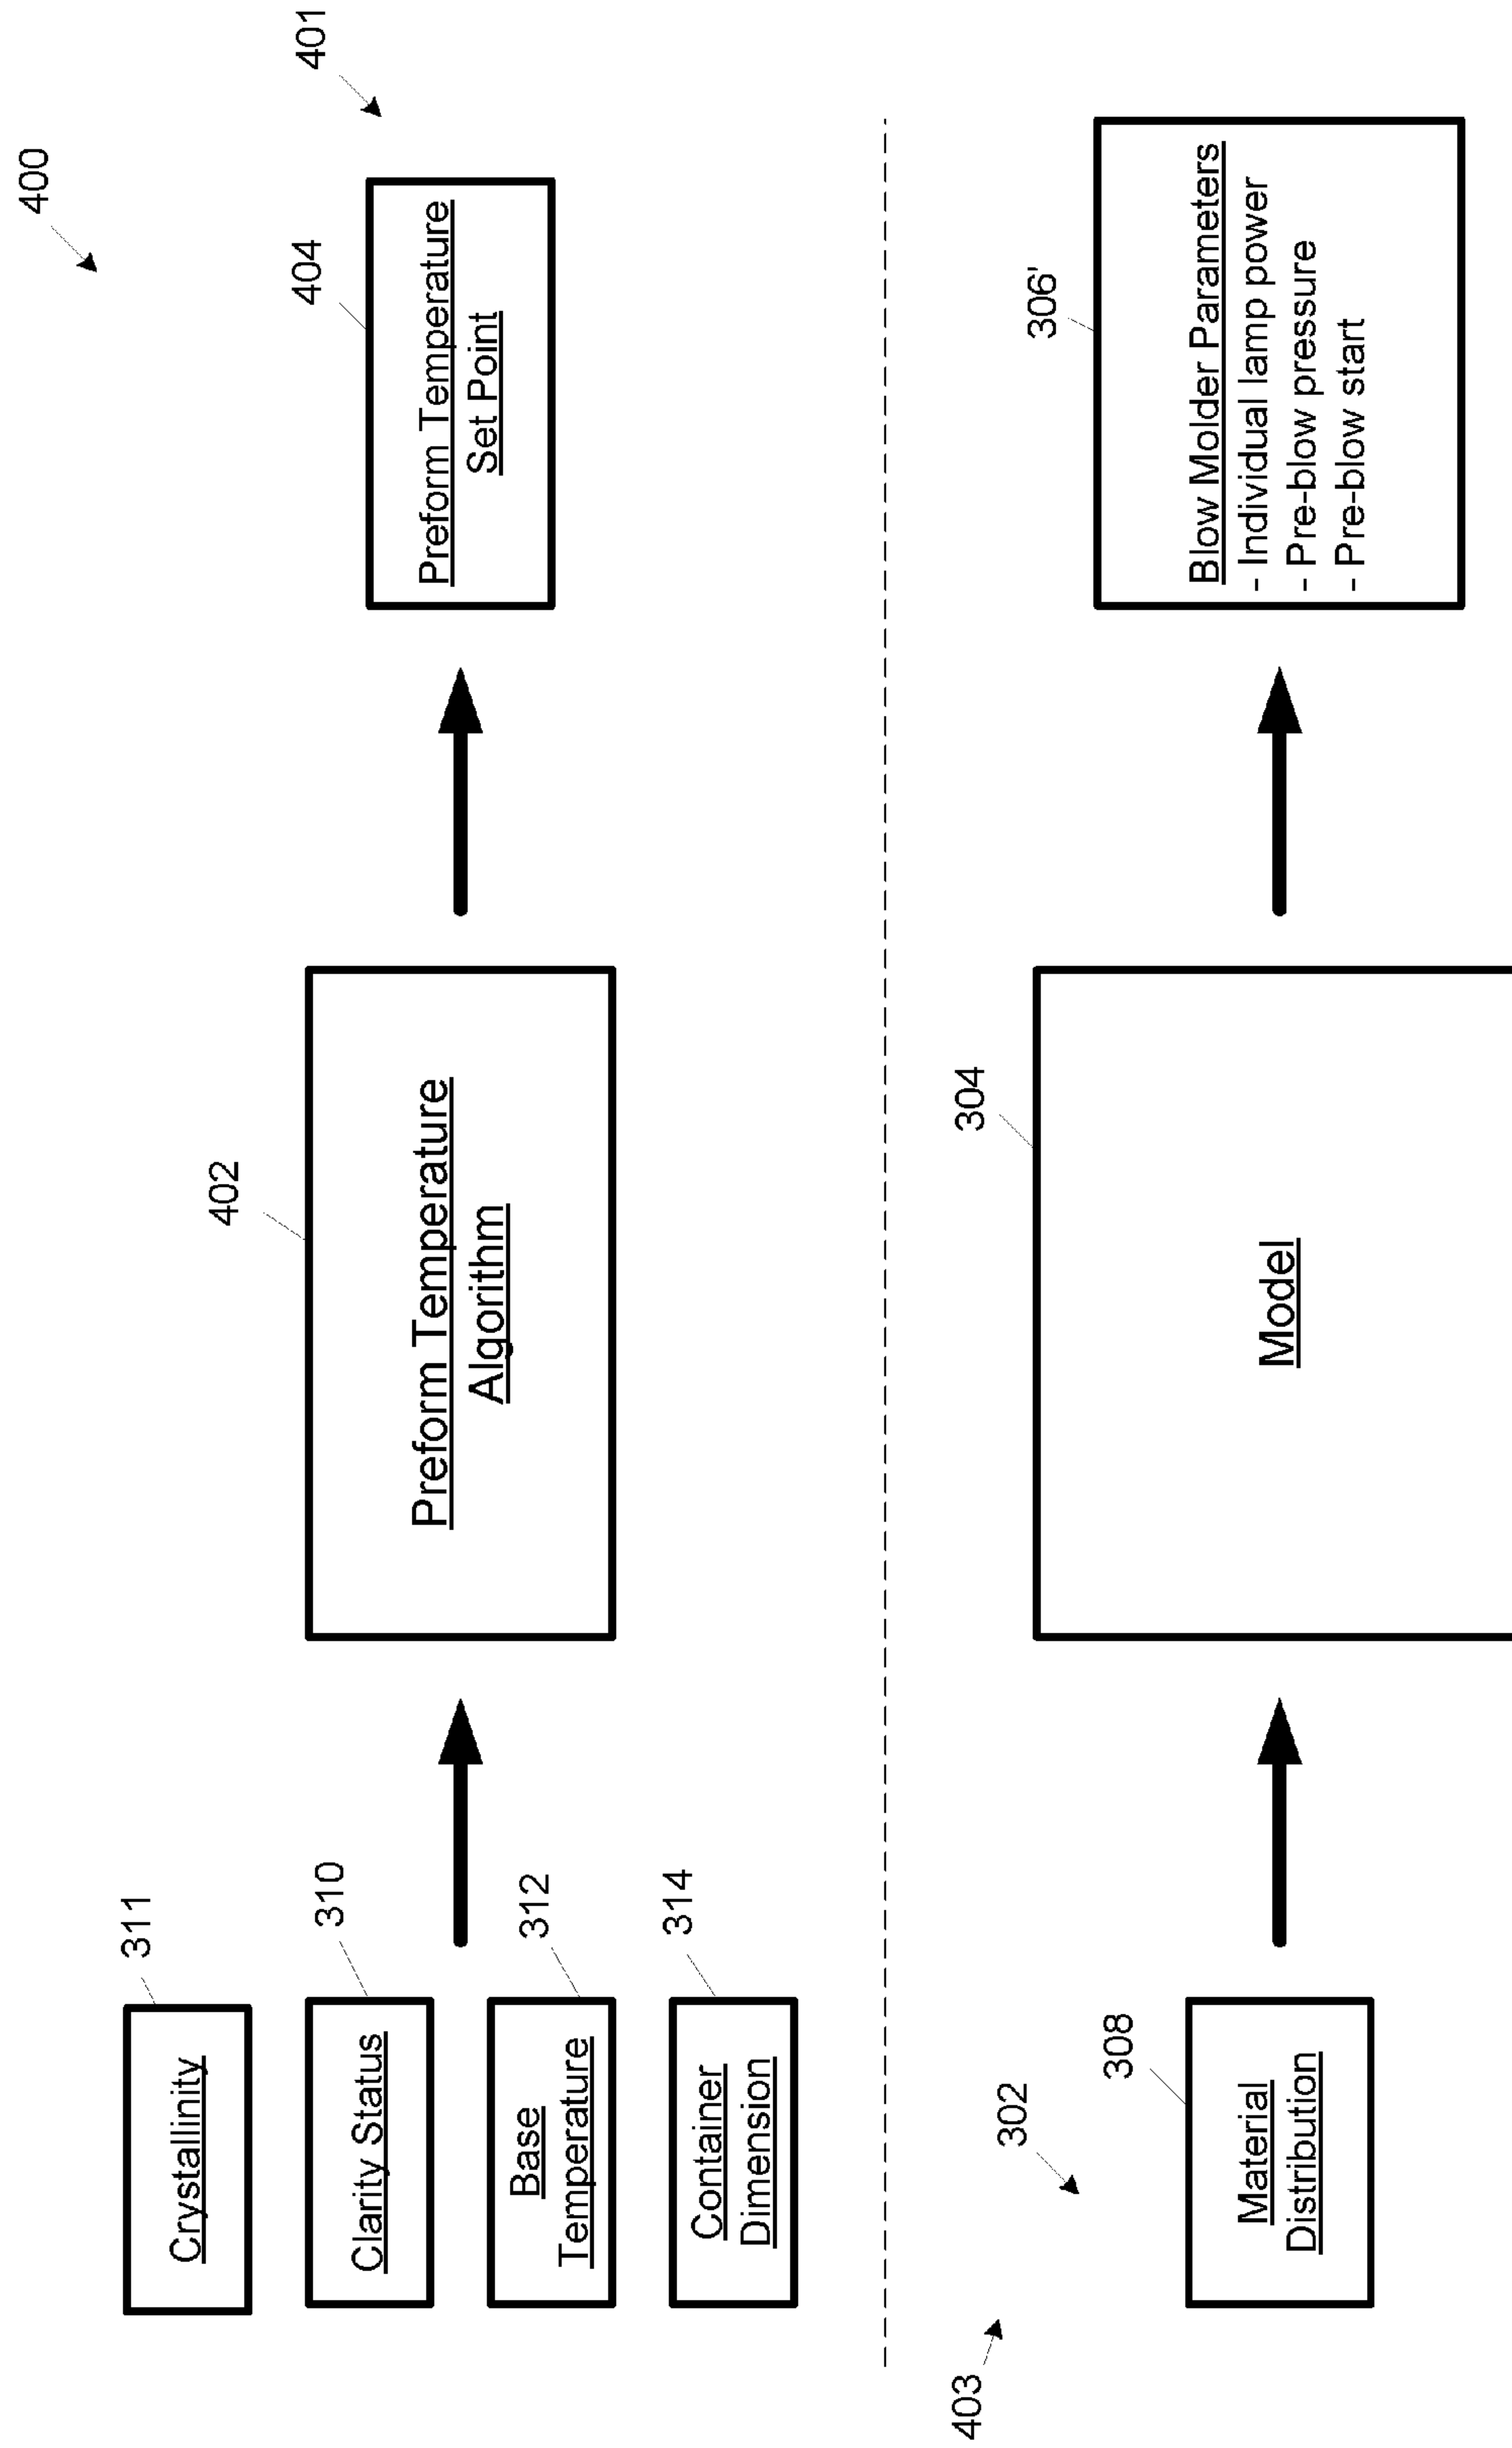 400
401
311
Crystallinity
310
Clarity Status
312
Base
Temperature
314
Container
Dimension
402
Preform Temperature
Algorithm
404
Preform Temperature
Set Point
403
302
308
Material
Distribution
304
Model
306'
Blow Molder Parameters
- Individual lamp power
- Pre-blow pressure
- Pre-blow start